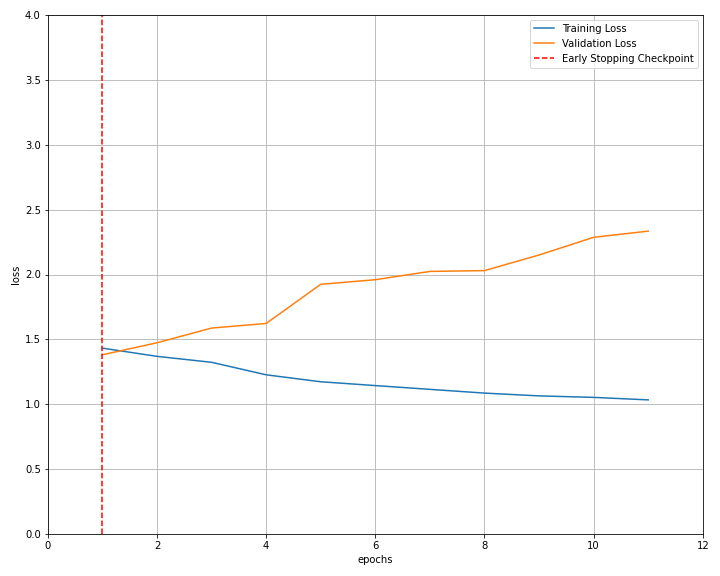 4.0
3.5
3.0
2.5
2.0
1.5
1.0
0.5
0.0
loss
Training Loss
Validation Loss
Early Stopping Checkpoint
0 2 4 6 8 10 12
epochs